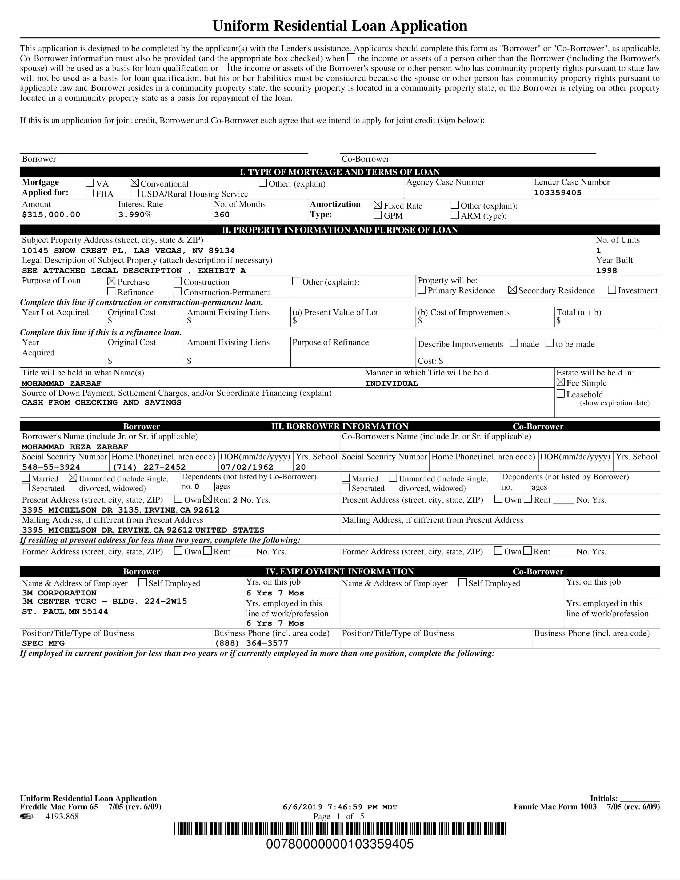 Uniform Residential Loan Application
This application is designed to be completed by the applicant(s) with the Lender's assistance. Applicants should complete this form as "Borrower" or "Co-Borrower", as applicable.
Co-Borrower information must also be provided (and the appropriate box checked) when the income or assets of a person other than the Borrower (including the Borrower's
spouse) will be used as a basis for loan qualification or the income or assets of the Borrower's spouse or other person who has community property rights pursuant to state law
will not be used as a basis for loan qualification, but his or her liabilities must be considered because the spouse or other person has community property rights pursuant to
applicable law and Borrower resides in a community property state, the security property is located in a community property state, or the Borrower is relying on other property
located in a community property state as a basis for repayment of the loan.
If this is an application for joint credit, Borrower and Co-Borrower each agree that we intend to apply for joint credit (sign below):
Borrower Co-Borrower
I. TYPE OF MORTGAGE AND TERMS OF LOAN
Mortgage VA Conventional Other: (explain) Agency Case Number Lender Case Number
Applied for: FHA USDA/Rural Housing Service 103359405
Amount Interest Rate No. of Months Amortization Fixed Rate Other (explain):
$315,000.00 3.990% 360 Type: GPM ARM (type):
II. PROPERTY INFORMATION AND PURPOSE OF LOAN
Subject Property Address (street, city, state & ZIP) No. of Units
10145 SNOW CREST PL, LAS VEGAS, NV 89134 1
Legal Description of Subject Property (attach description if necessary) Year Built
SEE ATTACHED LEGAL DESCRIPTION , EXHIBIT A 1998
Purpose of Loan Purchase Construction Other (explain): Property will be:
Refinance Construction-Permanent Primary Residence Secondary Residence Investment
Complete this line if construction or construction-permanent loan.
Year Lot Acquired Original Cost Amount Existing Liens (a) Present Value of Lot (b) Cost of Improvements Total (a + b)
$ $ $ $ $
Complete this line if this is a refinance loan.
Year Original Cost Amount Existing Liens Purpose of Refinance Describe Improvements made to be made
Acquired
$ $ Cost: $
Title will be held in what Name(s) Manner in which Title will be held Estate will be held in:
MOHAMMAD ZARBAF INDIVIDUAL Fee Simple
Source of Down Payment, Settlement Charges, and/or Subordinate Financing (explain) Leasehold
CASH FROM CHECKING AND SAVINGS (show expiration date)
Borrower III. BORROWER INFORMATION Co-Borrower
Borrower's Name (include Jr. or Sr. if applicable) Co-Borrower's Name (include Jr. or Sr. if applicable)
MOHAMMAD REZA ZARBAF
Social Security Number Home Phone(incl. area code) DOB(mm/dd/yyyy) Yrs. School Social Security Number Home Phone(incl. area code) DOB(mm/dd/yyyy) Yrs. School
548-55-3924 (714) 227-2452 07/02/1962 20
Married Unmarried (include single, Dependents (not listed by Co-Borrower) Married Unmarried (include single, Dependents (not listed by Borrower)
Separated divorced, widowed) no. 0 ages Separated divorced, widowed) no. ages
Present Address (street, city, state, ZIP) Own Rent 2 No. Yrs. Present Address (street, city, state, ZIP) Own Rent ____ No. Yrs.
3395 MICHELSON DR 3135, IRVINE, CA 92612
Mailing Address, if different from Present Address Mailing Address, if different from Present Address
3395 MICHELSON DR, IRVINE, CA 92612 UNITED STATES
If residing at present address for less than two years, complete the following:
Former Address (street, city, state, ZIP) Own Rent No. Yrs. Former Address (street, city, state, ZIP) Own Rent No. Yrs.
Borrower IV. EMPLOYMENT INFORMATION Co-Borrower
Name & Address of Employer Self Employed Yrs. on this job Name & Address of Employer Self Employed Yrs. on this job
3M CORPORATION 6 Yrs 7 Mos
3M CENTER TCRC - BLDG. 224-2W15 Yrs. employed in this Yrs. employed in this
ST. PAUL, MN 55144 line of work/profession line of work/profession
6 Yrs 7 Mos
Position/Title/Type of Business Business Phone (incl. area code) Position/Title/Type of Business Business Phone (incl. area code)
SPEC MFG (888) 364-3577
If employed in current position for less than two years or if currently employed in more than one position, complete the following:
Uniform Residential Loan Application Initials: ________
Freddie Mac Form 65 7/05 (rev. 6/09) 6/6/2019 7:46:59 PM MDT Fannie Mae Form 1003 7/05 (rev. 6/09)
4193.868 Page 1 of 5
00780000000103359405